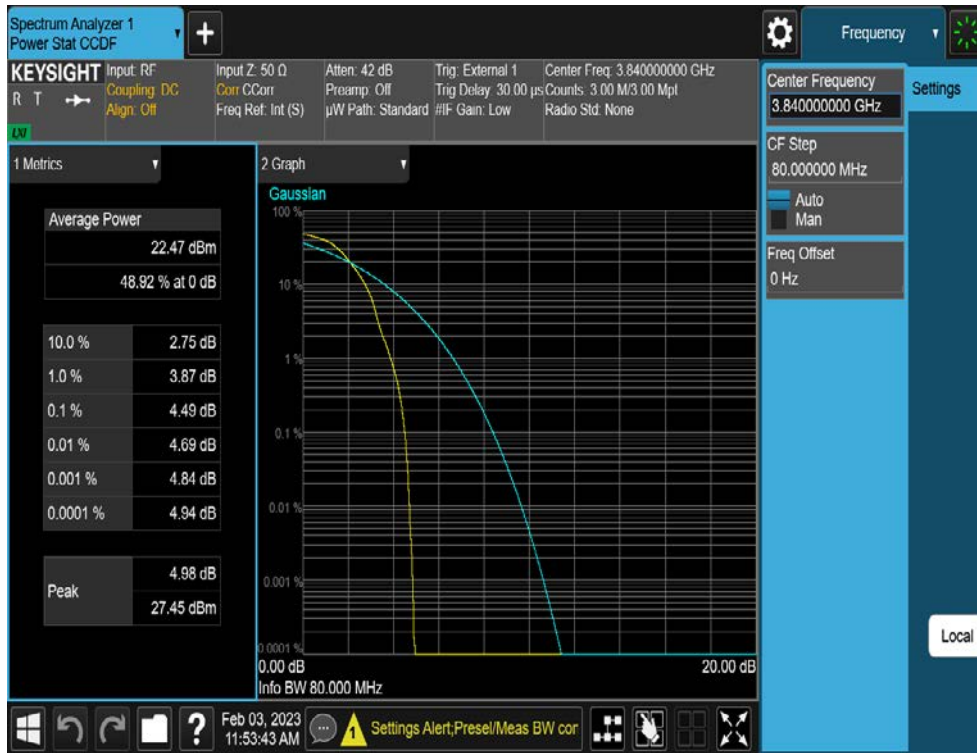 Spectrum Analyzer 1
Power Stat CCDF
+
Frequency
KEYSIGHT
R T
LXI
Input: RF
Coupling: DC
Align: Off
Input Z: 50 Ω
Corr CCorr
Freq Ref: Int (S)
Atten: 42 dB
Preamp: Off
µW Path: Standard
Trig: External 1
Trig Delay: 30.00 µs
#IF Gain: Low
Center Freq: 3.840000000 GHz
Counts: 3.00 M/3.00 Mpt
Radio Std: None
Center Frequency
3.840000000 GHz
Settings
CF Step
80.000000 MHz
Auto
Man
Freq Offset
0 Hz
Local
1 Metrics
Average Power
22.47 dBm
48.92 % at 0 dB
10.0 % 2.75 dB
1.0 % 3.87 dB
0.1 % 4.49 dB
0.01 % 4.69 dB
0.001 % 4.84 dB
0.0001 % 4.94 dB
Peak
4.98 dB
27.45 dBm
2 Graph
Gaussian
100 %
10 %
1 %
0.1 %
0.01 %
0.001 %
0.0001 %
0.00 dB 20.00 dB
Info BW 80.000 MHz
?
Feb 03, 2023
11:53:43 AM
1
Settings Alert;Presel/Meas BW cor